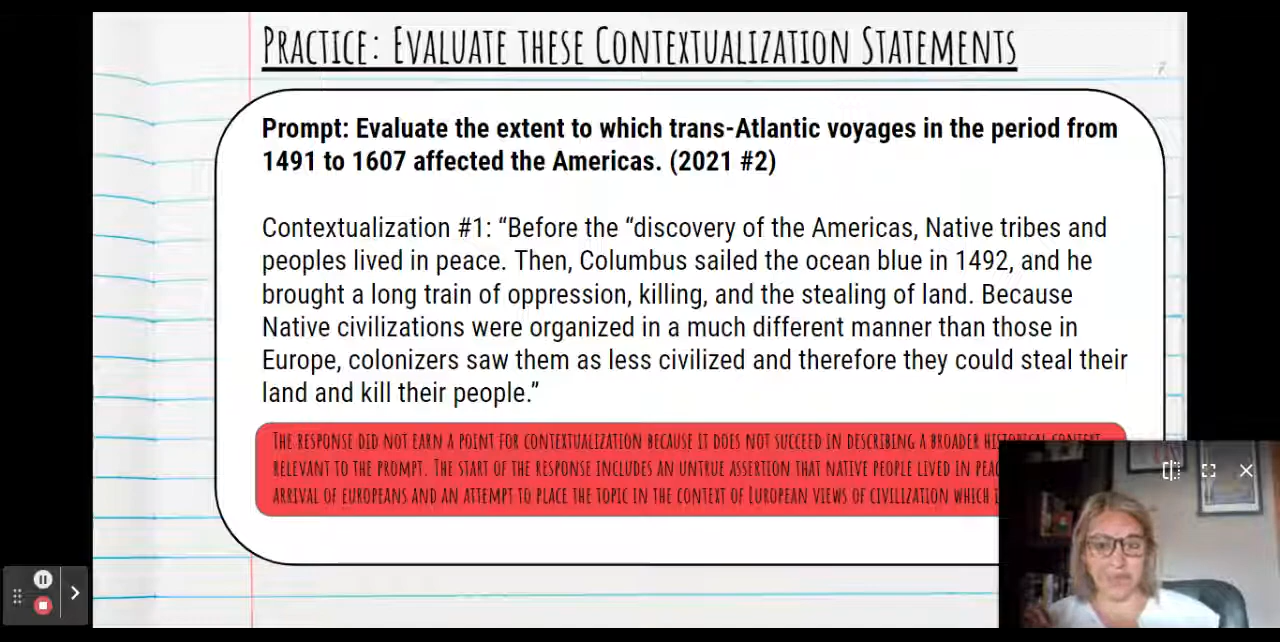 PRACTICE: EVALUATE THESE CONTEXTUALIZATION STATEMENTS
7
Prompt: Evaluate the extent to which trans-Atlantic voyages in the period from
1491 to 1607 affected the Americas. (2021 #2)
Contextualization #1: “Before the “discovery of the Americas, Native tribes and
peoples lived in peace. Then, Columbus sailed the ocean blue in 1492, and he
brought a long train of oppression, killing, and the stealing of land. Because
Native civilizations were organized in a much different manner than those in
Europe, colonizers saw them as less civilized and therefore they could steal their
land and kill their people.”
THE RESPONSE DID NOT EARN A POINT FOR CONTEXTUALIZATION BECAUSE IT DOES NOT SUCCEED IN DESCRIBING A BROADER HISTORICAL CONTEXT
RELEVANT TO THE PROMPT. THE START OF THE RESPONSE INCLUDES AN UNTRUE ASSERTION THAT NATIVE PEOPLE LIVED IN
ARRIVAL OF EUROPEANS AND AN ATTEMPT TO PLACE THE TOPIC IN THE CONTEXT OF EUROPEAN VIEWS OF CIVILIZATION WHICH